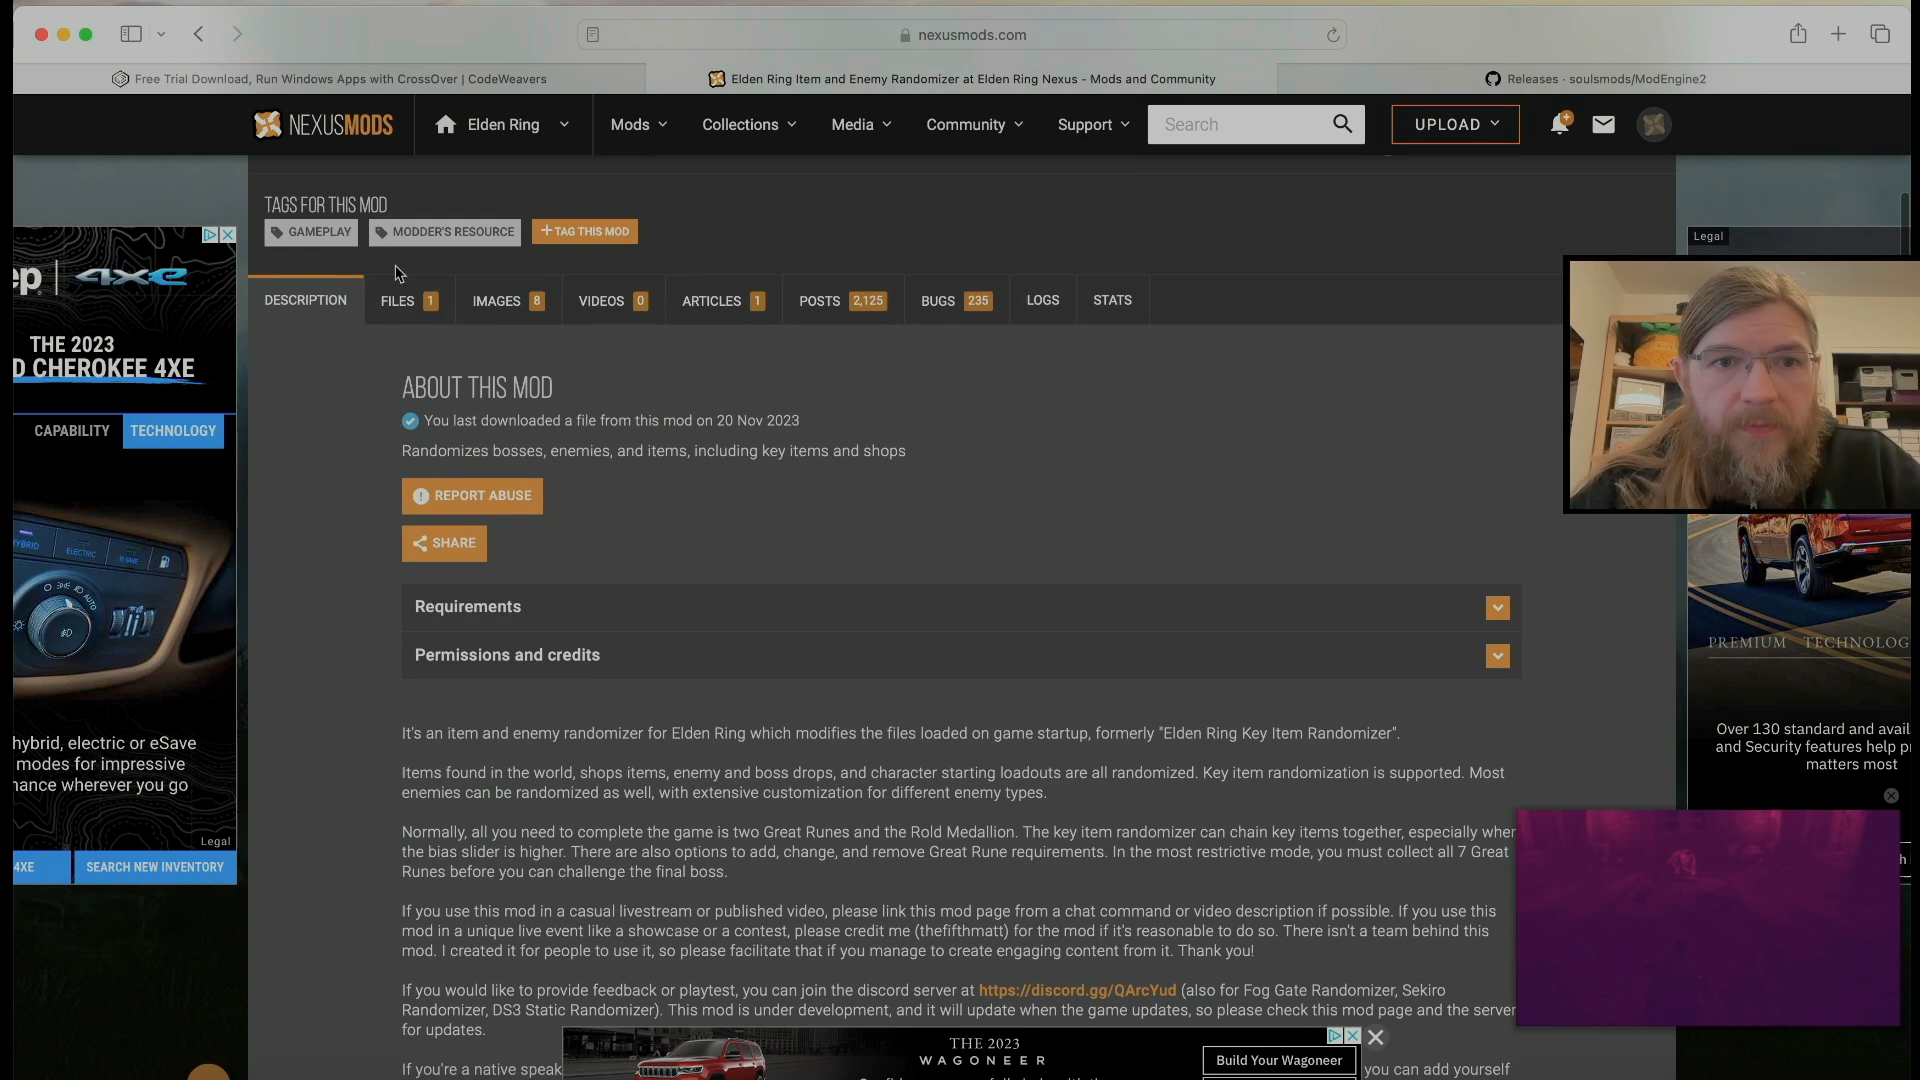 nexusmods.com
Free Trial Download, Run Windows Apps with CrossOver | CodeWeavers
Elden Ring Item and Enemy Randomizer at Elden Ring Nexus - Mods and Community
Releases · soulsmods/ModEngine2
NEXUSMODS
Elden Ring
Mods
Collections
Media
Community
Support
Search
UPLOAD
TAGS FOR THIS MOD
GAMEPLAY
MODDER'S RESOURCE
+ TAG THIS MOD
DESCRIPTION
FILES 1
IMAGES 8
VIDEOS 0
ARTICLES 1
POSTS 2,125
BUGS 235
LOGS
STATS
ABOUT THIS MOD
You last downloaded a file from this mod on 20 Nov 2023
Randomizes bosses, enemies, and items, including key items and shops
REPORT ABUSE
SHARE
Requirements
Permissions and credits
It's an item and enemy randomizer for Elden Ring which modifies the files loaded on game startup, formerly "Elden Ring Key Item Randomizer".
Items found in the world, shops items, enemy and boss drops, and character starting loadouts are all randomized. Key item randomization is supported. Most
enemies can be randomized as well, with extensive customization for different enemy types.
Normally, all you need to complete the game is two Great Runes and the Rold Medallion. The key item randomizer can chain key items together, especially when
the bias slider is higher. There are also options to add, change, and remove Great Rune requirements. In the most restrictive mode, you must collect all 7 Great
Runes before you can challenge the final boss.
If you use this mod in a casual livestream or published video, please link this mod page from a chat command or video description if possible. If you use this
mod in a unique live event like a showcase or a contest, please credit me (thefifthmatt) for the mod if it's reasonable to do so. There isn't a team behind this
mod. I created it for people to use it, so please facilitate that if you manage to create engaging content from it. Thank you!
If you would like to provide feedback or playtest, you can join the discord server at https://discord.gg/QArcYud (also for Fog Gate Randomizer, Sekiro
Randomizer, DS3 Static Randomizer). This mod is under development, and it will update when the game updates, so please check this mod page and the server
for updates.
If you're a native speak
you can add yourself
ep | 4xe
THE 2023
D CHEROKEE 4XE
CAPABILITY
TECHNOLOGY
HYBRID
ELECTRIC
E-SAVE
AUTO
hybrid, electric or eSave
modes for impressive
nance wherever you go
Legal
4XE
SEARCH NEW INVENTORY
Legal
PREMIUM TECHNOLOG
Over 130 standard and avail
and Security features help p
matters most
h
THE 2023
WAGONEER
Build Your Wagoneer